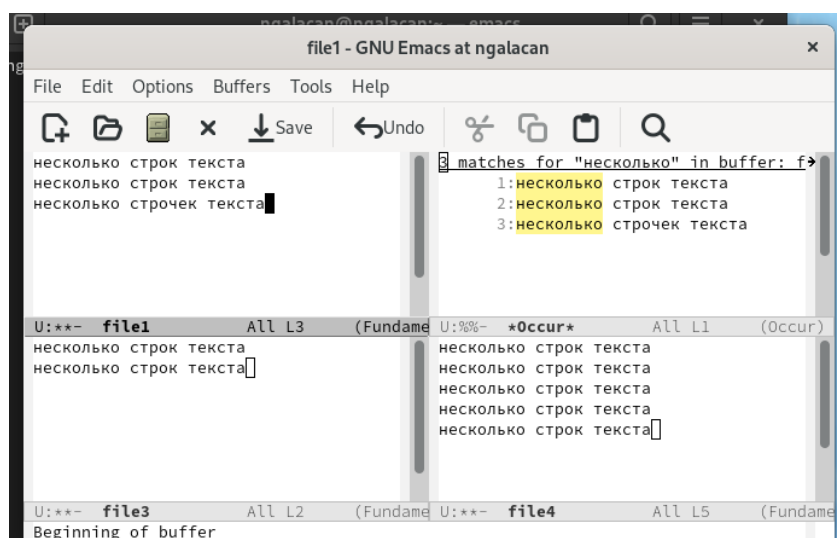 ngalacan@ngalacan:~ — emacs
file1 - GNU Emacs at ngalacan
File Edit Options Buffers Tools Help
Save Undo
несколько строк текста
несколько строк текста
несколько строчек текста
U:**- file1 All L3 (Fundame
3 matches for "несколько" in buffer: f
1:несколько строк текста
2:несколько строк текста
3:несколько строчек текста
U:%%- *Occur* All L1 (Occur)
несколько строк текста
несколько строк текста
U:**- file3 All L2 (Fundame
несколько строк текста
несколько строк текста
несколько строк текста
несколько строк текста
несколько строк текста
U:**- file4 All L5 (Fundame
Beginning of buffer